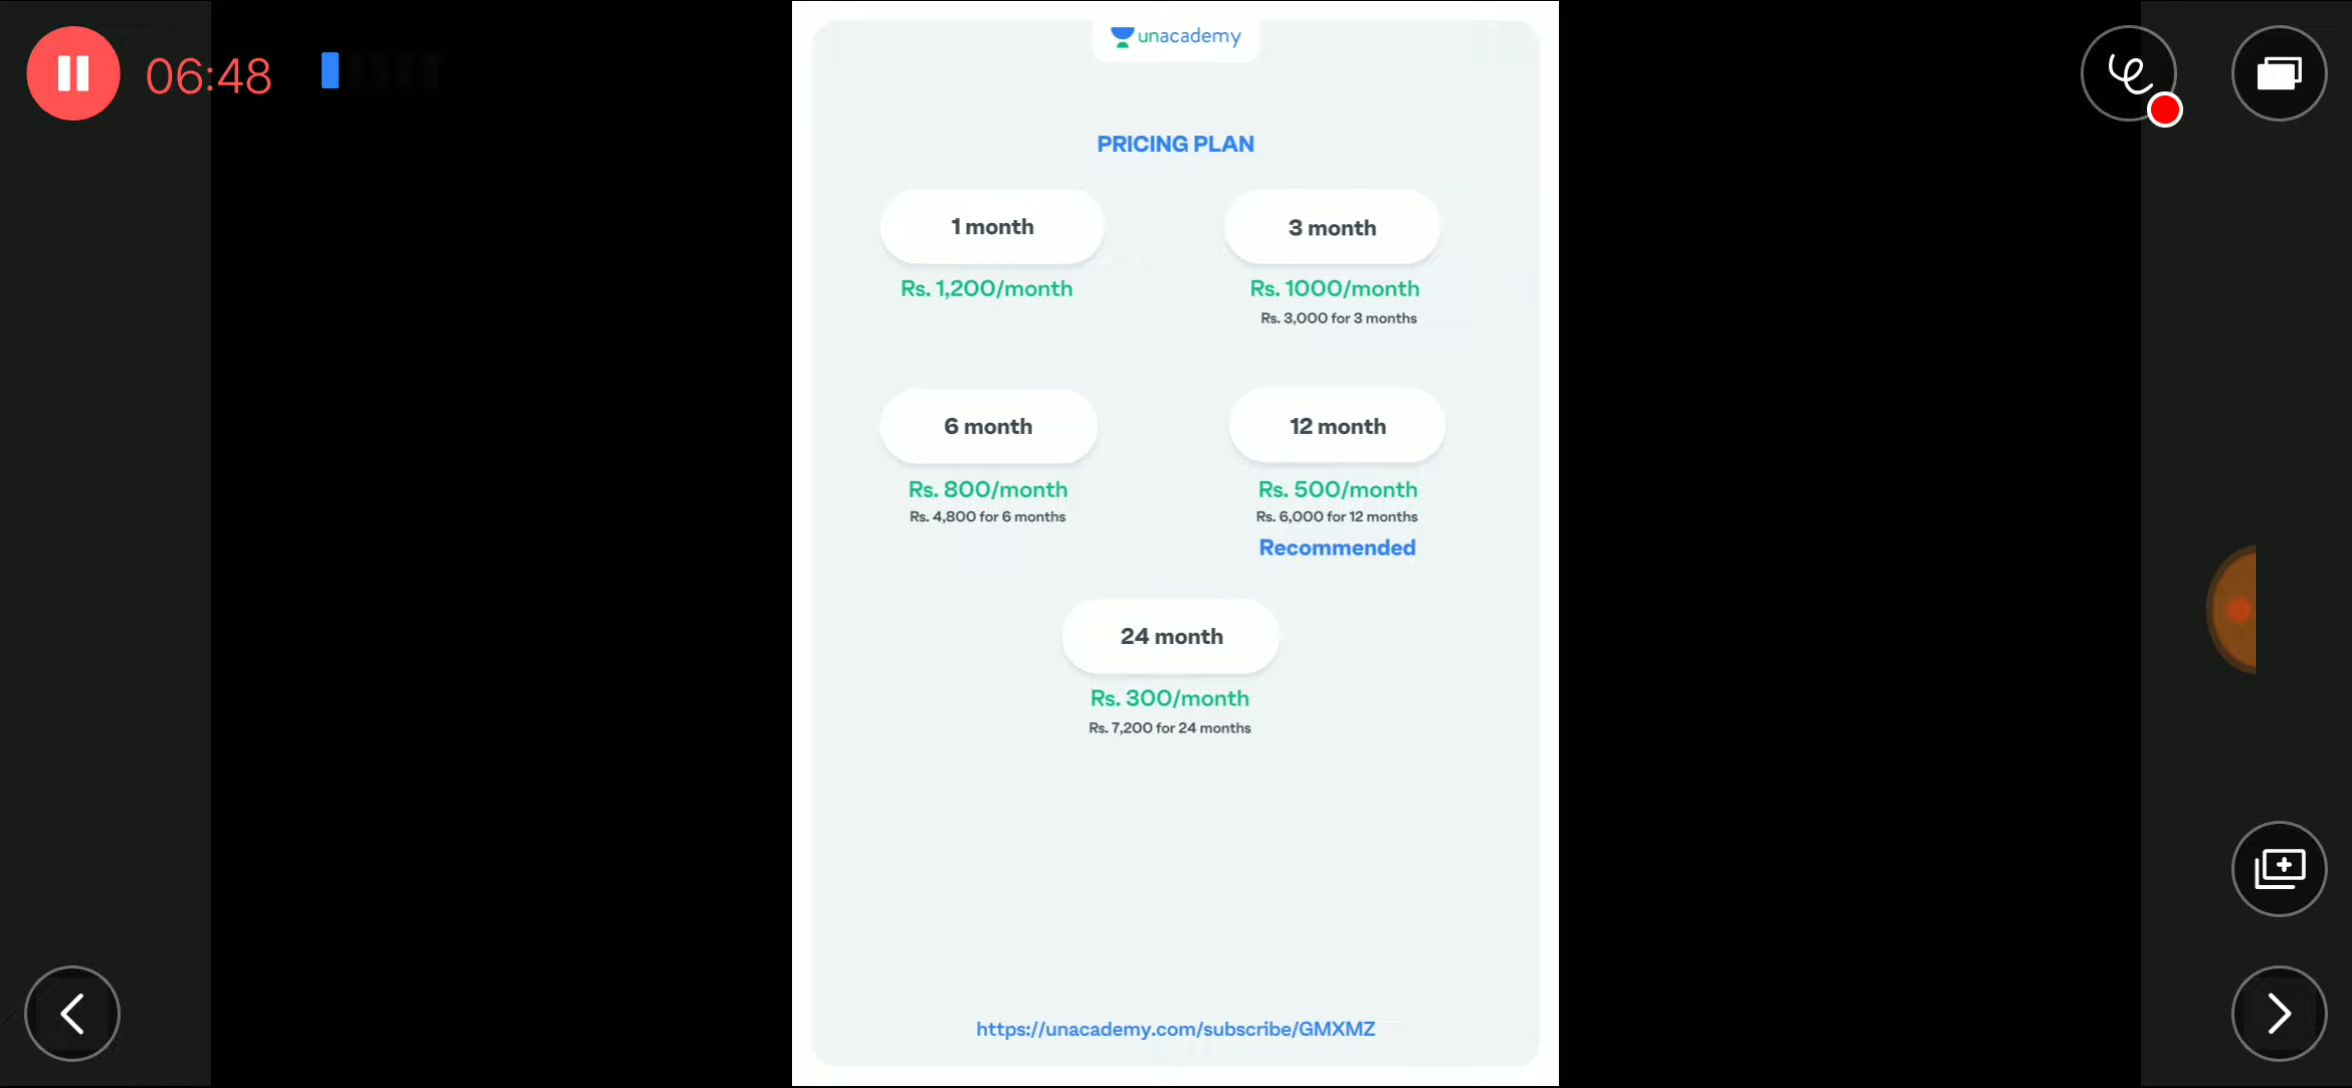 06:48
unacademy
PRICING PLAN
1 month
Rs. 1,200/month
3 month
Rs. 1000/month
Rs. 3,000 for 3 months
6 month
Rs. 800/month
Rs. 4,800 for 6 months
12 month
Rs. 500/month
Rs. 6,000 for 12 months
Recommended
24 month
Rs. 300/month
Rs. 7,200 for 24 months
https://unacademy.com/subscribe/GMXMZ